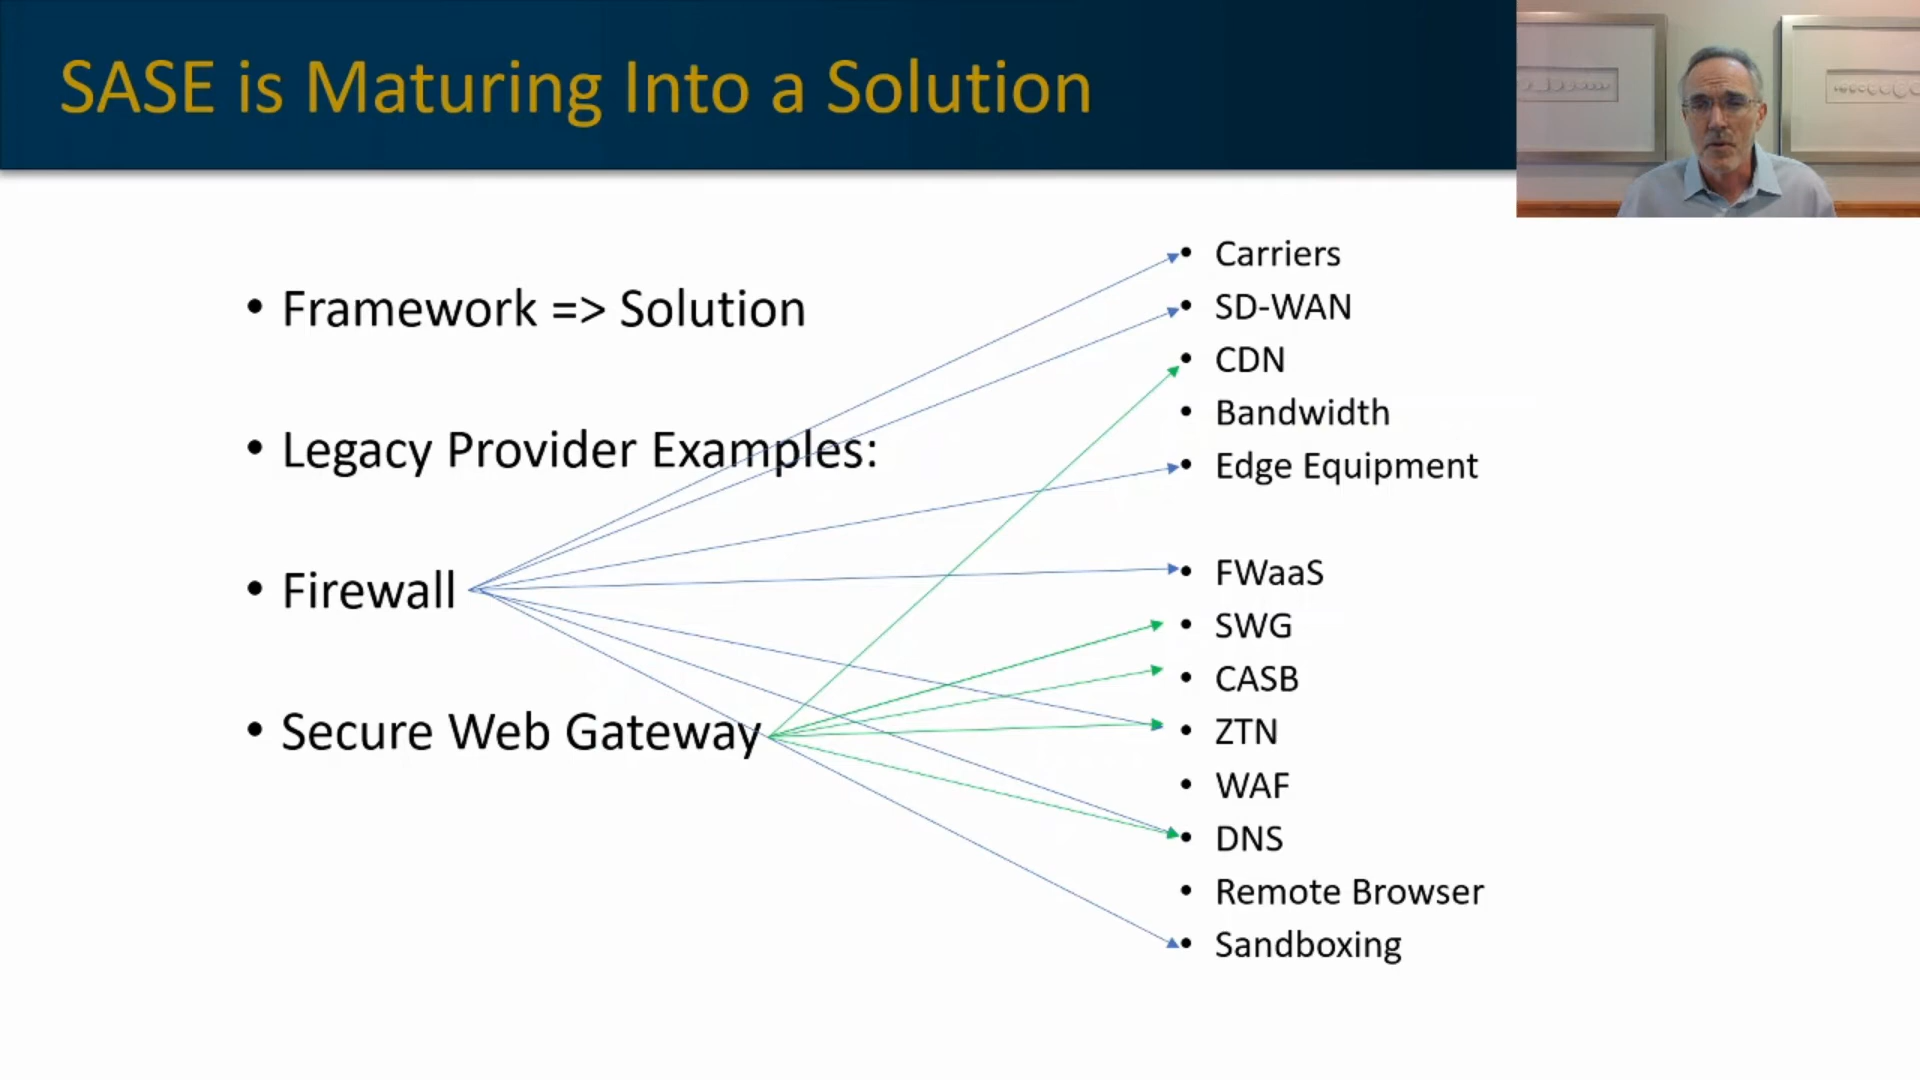 SASE is Maturing Into a Solution
• Framework => Solution
• Legacy Provider Examples:
• Firewall
• Secure Web Gateway
• Carriers
• SD-WAN
• CDN
• Bandwidth
• Edge Equipment
• FWaaS
• SWG
• CASB
• ZTN
• WAF
• DNS
• Remote Browser
• Sandboxing